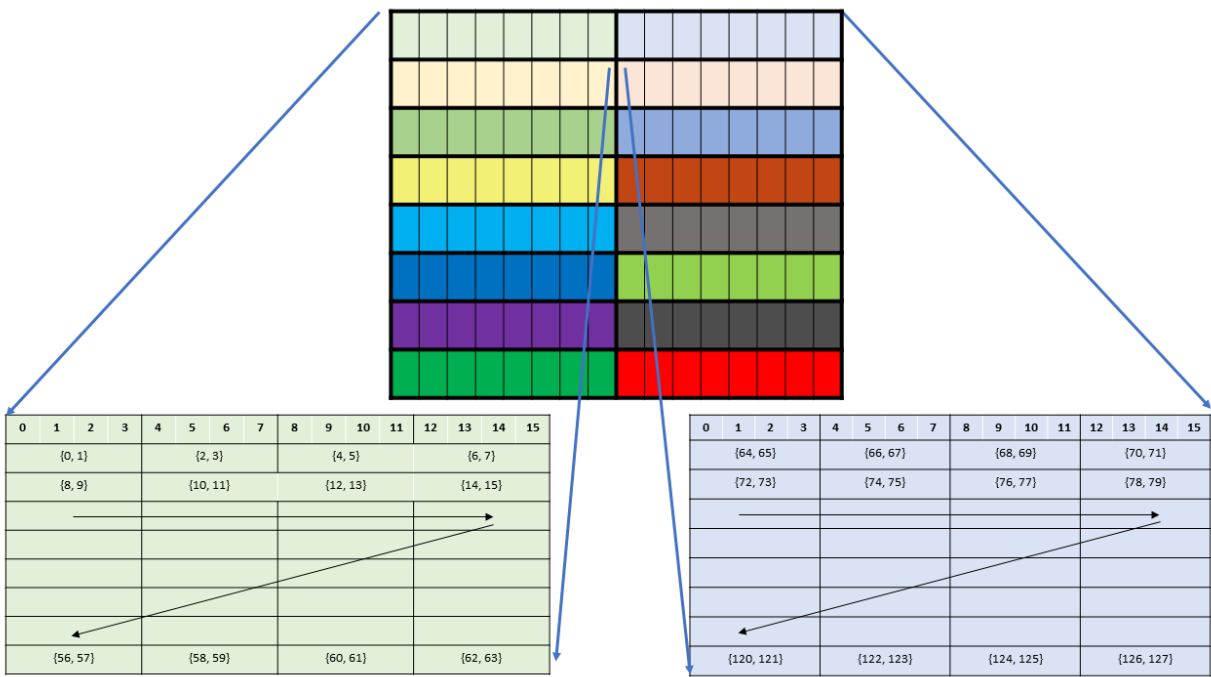 0 1 2 3 4 5 6 7 8 9 10 11 12 13 14 15
{0, 1} {2, 3} {4, 5} {6, 7}
{8, 9} {10, 11} {12, 13} {14, 15}
{56, 57} {58, 59} {60, 61} {62, 63}
0 1 2 3 4 5 6 7 8 9 10 11 12 13 14 15
{64, 65} {66, 67} {68, 69} {70, 71}
{72, 73} {74, 75} {76, 77} {78, 79}
{120, 121} {122, 123} {124, 125} {126, 127}